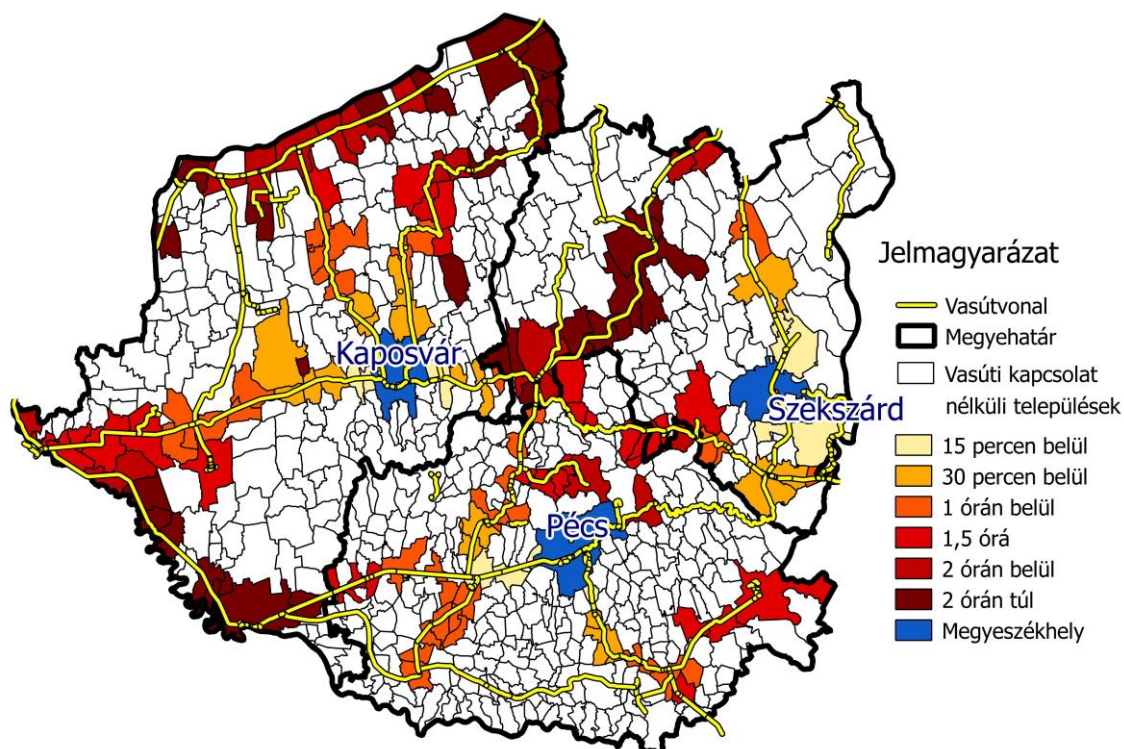 Kaposvár
Szekszárd
Pécs
Jelmagyarázat
Vasútvonal
Megyehatár
Vasúti kapcsolat
nélküli települések
15 percen belül
30 percen belül
1 órán belül
1,5 órá
2 órán belül
2 órán túl
Megyeszékhely